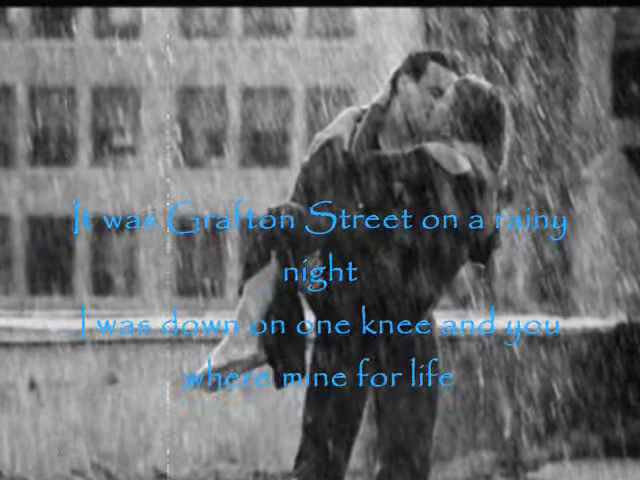 It was Grafton Street on a rainy
night
I was down on one knee and you
where mine for life